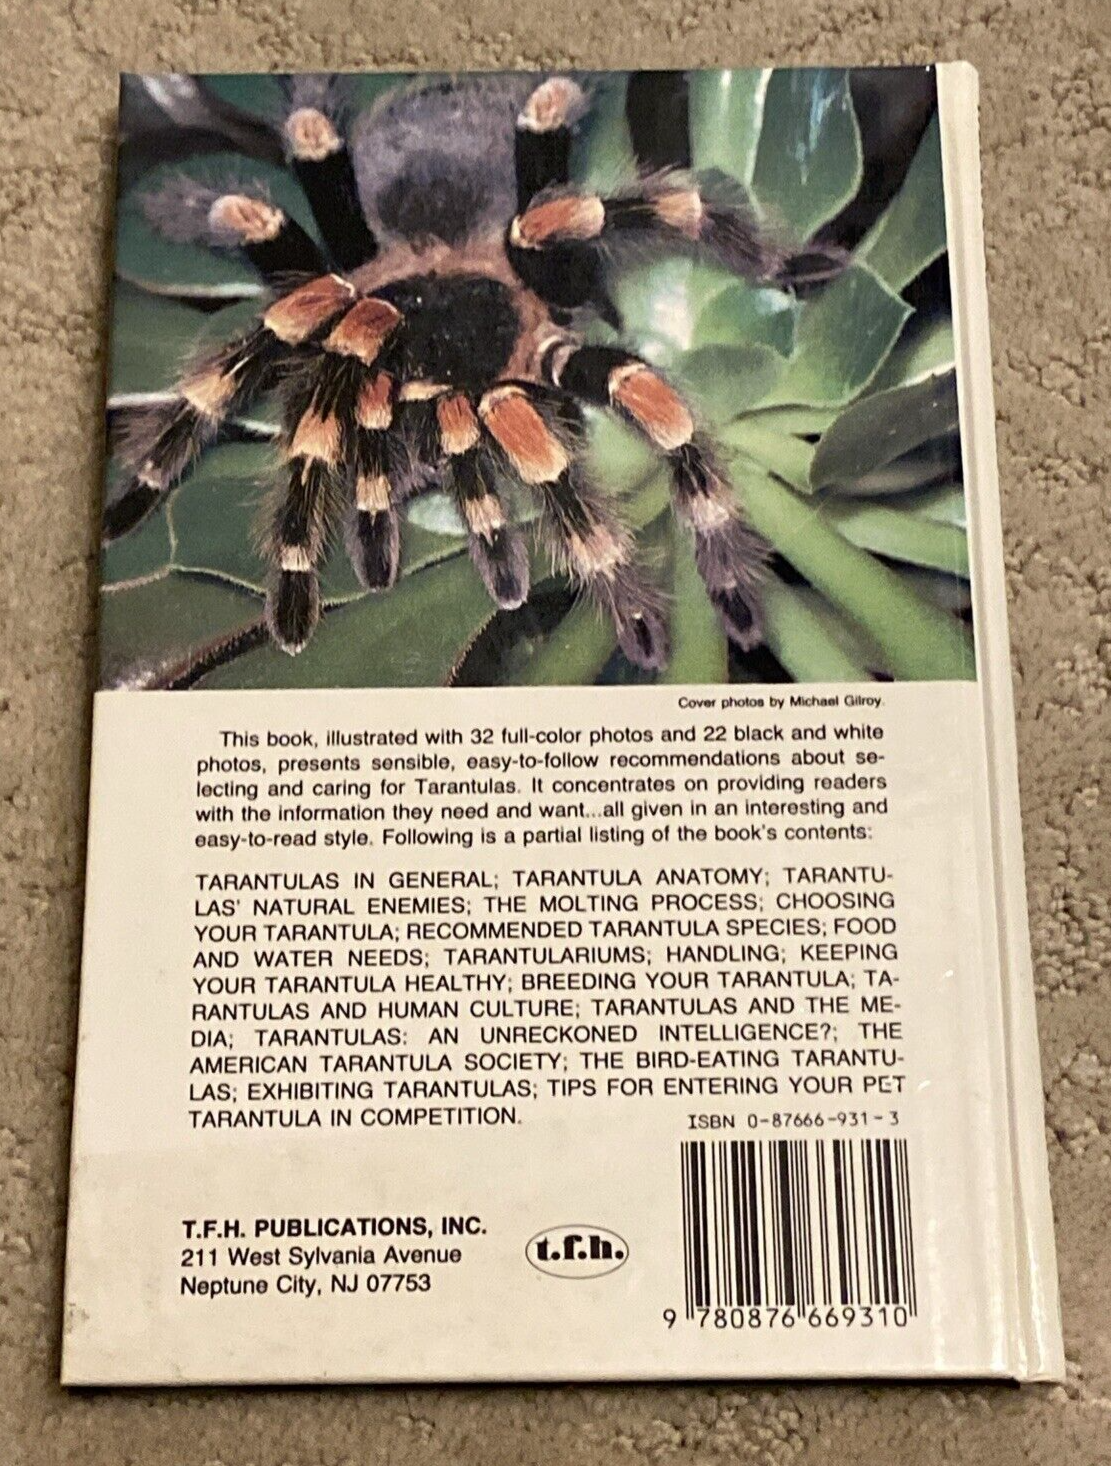 Cover photos by Michael Gilroy.
This book, illustrated with 32 full-color photos and 22 black and white
photos, presents sensible, easy-to-follow recommendations about se-
lecting and caring for Tarantulas. It concentrates on providing readers
with the information they need and want...all given in an interesting and
easy-to-read style. Following is a partial listing of the book's contents:
TARANTULAS IN GENERAL; TARANTULA ANATOMY; TARANTU-
LAS' NATURAL ENEMIES; THE MOLTING PROCESS; CHOOSING
YOUR TARANTULA; RECOMMENDED TARANTULA SPECIES; FOOD
AND WATER NEEDS; TARANTULARIUMS; HANDLING; KEEPING
YOUR TARANTULA HEALTHY; BREEDING YOUR TARANTULA; TA-
RANTULAS AND HUMAN CULTURE; TARANTULAS AND THE ME-
DIA; TARANTULAS: AN UNRECKONED INTELLIGENCE?; THE
AMERICAN TARANTULA SOCIETY; THE BIRD-EATING TARANTU-
LAS; EXHIBITING TARANTULAS; TIPS FOR ENTERING YOUR PET
TARANTULA IN COMPETITION.
ISBN 0-87666-931-3
T.F.H. PUBLICATIONS, INC.
211 West Sylvania Avenue
Neptune City, NJ 07753
t.f.h.
9 780876 669310